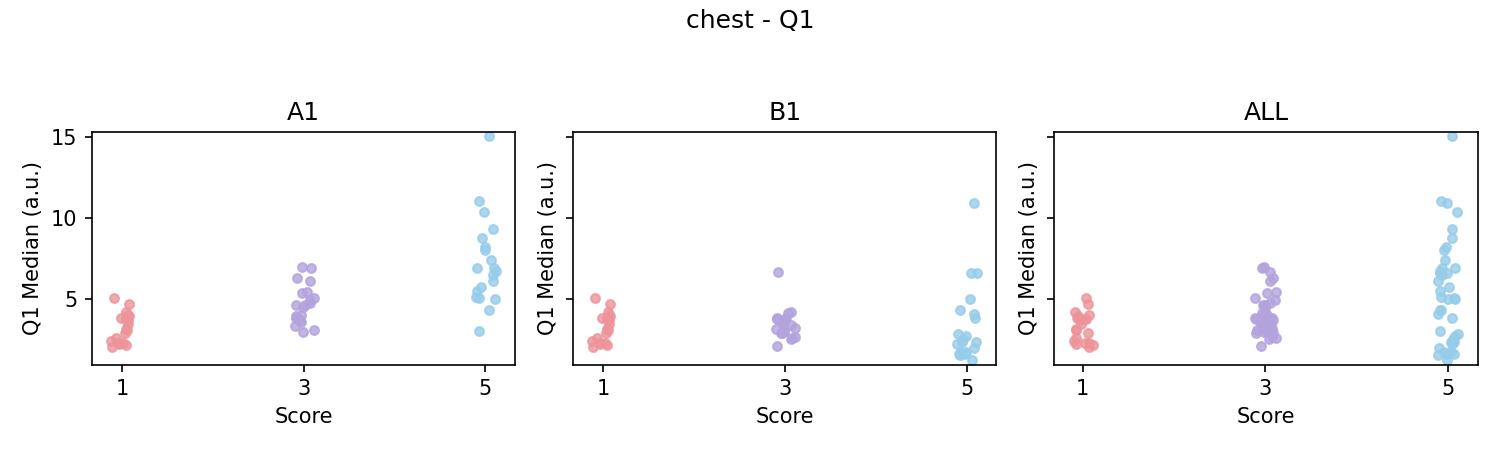 chest - Q1
A1
B1
ALL
Q1 Median (a.u.)
15
10
5
1
3
5
Score
Q1 Median (a.u.)
1
3
5
Score
Q1 Median (a.u.)
1
3
5
Score